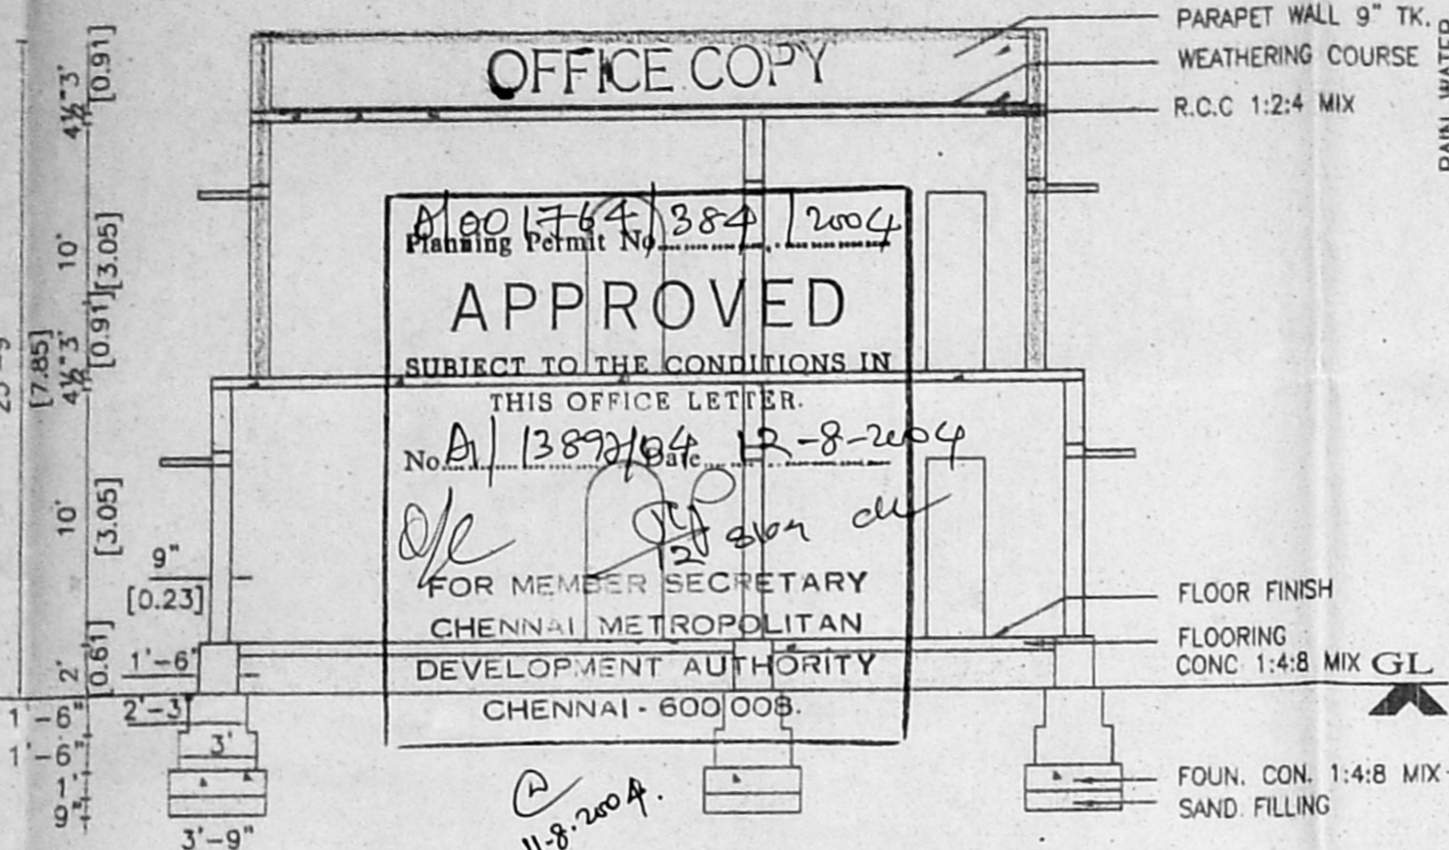 PARAPET WALL 9" TK.
WEATHERING COURSE
R.C.C 1:2:4 MIX
RAIN WATER
OFFICE COPY
4½" 3'
[0.91]
10'
[3.05]
4½" 3'
[0.91]
[7.85]
10'
[3.05]
9"
[0.23]
2'
[0.61]
1'-6"
2'-3"
1'-6"
1'-6"
3'
1'
9"
3'-9"
384/2004
Planning Permit No.
APPROVED
SUBJECT TO THE CONDITIONS IN
THIS OFFICE LETTER.
No. Date 12-8-2004
FOR MEMBER SECRETARY
CHENNAI METROPOLITAN
DEVELOPMENT AUTHORITY
CHENNAI - 600 008.
11-8-2004.
FLOOR FINISH
FLOORING
CONC 1:4:8 MIX
GL
FOUN. CON. 1:4:8 MIX
SAND FILLING